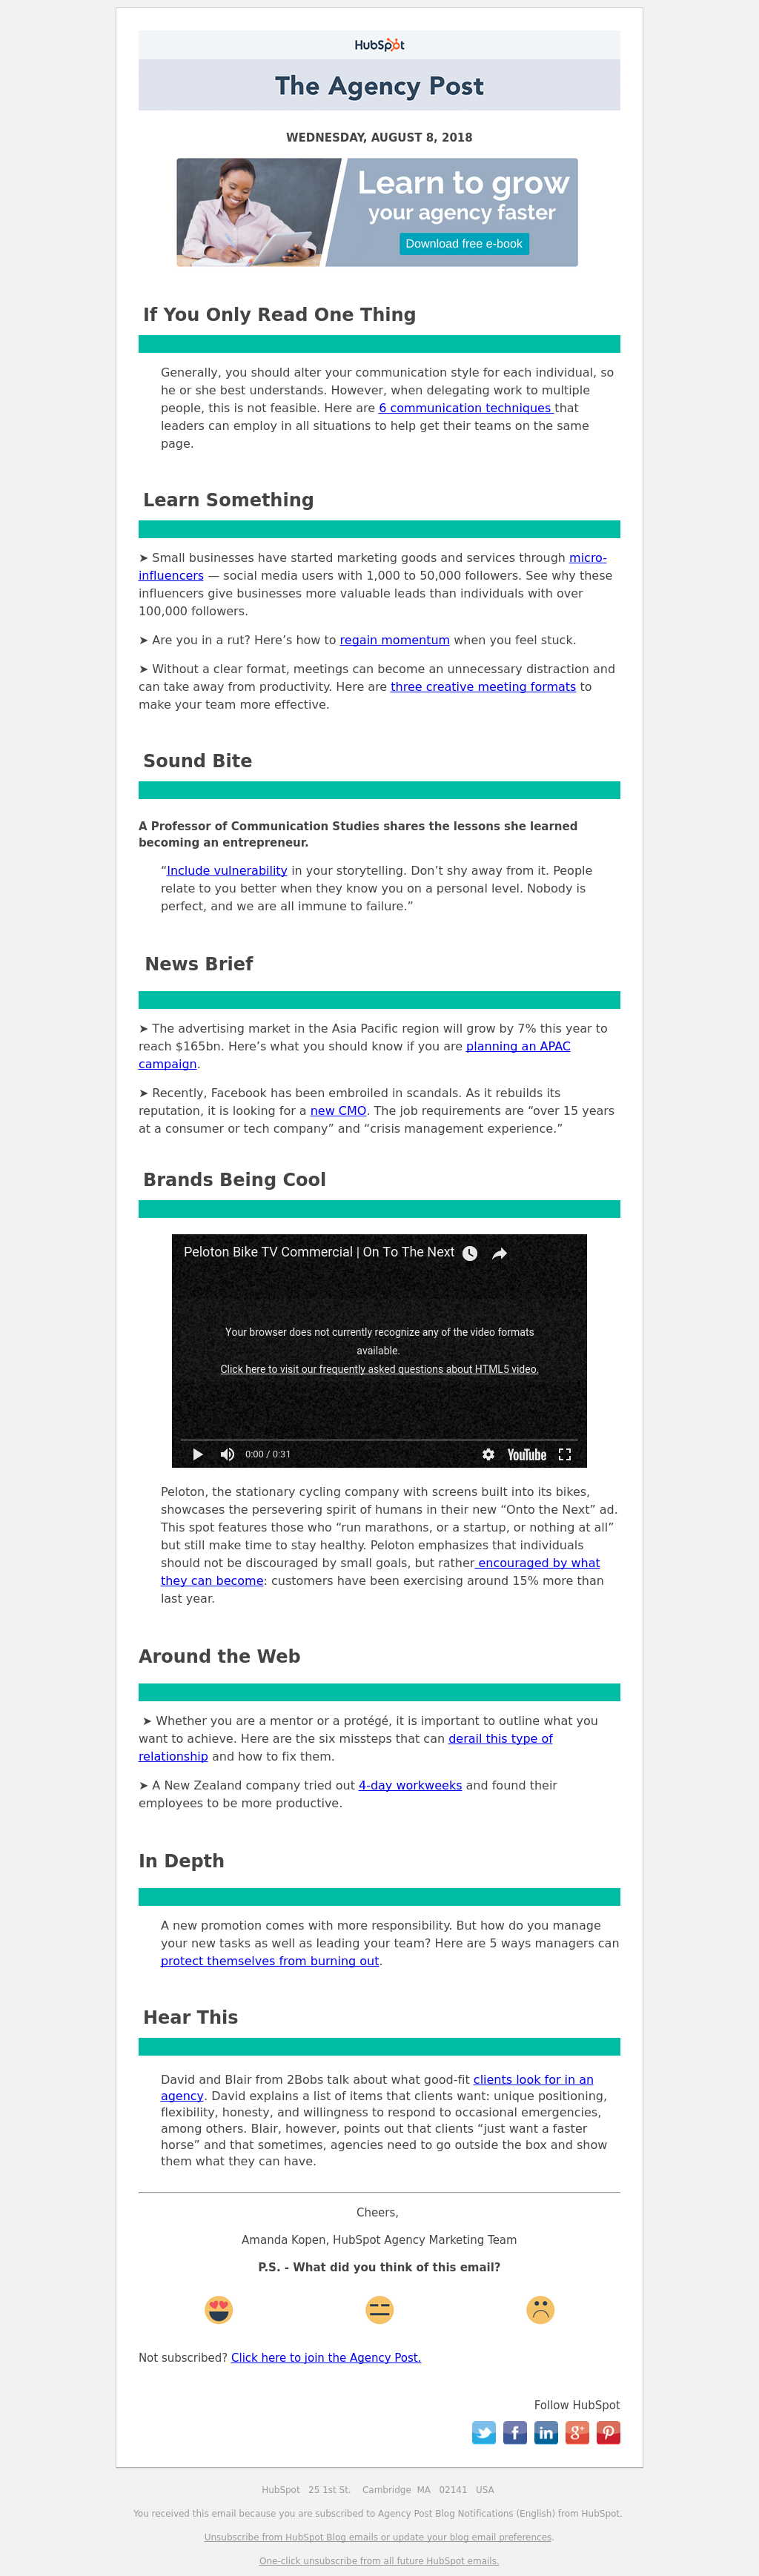 HubSpot
The Agency Post
WEDNESDAY, AUGUST 8, 2018
Learn to grow
your agency faster
Download free e-book
If You Only Read One Thing
Generally, you should alter your communication style for each individual, so
he or she best understands. However, when delegating work to multiple
people, this is not feasible. Here are 6 communication techniques that
leaders can employ in all situations to help get their teams on the same
page.
Learn Something
➤ Small businesses have started marketing goods and services through micro-
influencers — social media users with 1,000 to 50,000 followers. See why these
influencers give businesses more valuable leads than individuals with over
100,000 followers.
➤ Are you in a rut? Here’s how to regain momentum when you feel stuck.
➤ Without a clear format, meetings can become an unnecessary distraction and
can take away from productivity. Here are three creative meeting formats to
make your team more effective.
Sound Bite
A Professor of Communication Studies shares the lessons she learned
becoming an entrepreneur.
“Include vulnerability in your storytelling. Don’t shy away from it. People
relate to you better when they know you on a personal level. Nobody is
perfect, and we are all immune to failure.”
News Brief
➤ The advertising market in the Asia Pacific region will grow by 7% this year to
reach $165bn. Here’s what you should know if you are planning an APAC
campaign.
➤ Recently, Facebook has been embroiled in scandals. As it rebuilds its
reputation, it is looking for a new CMO. The job requirements are “over 15 years
at a consumer or tech company” and “crisis management experience.”
Brands Being Cool
Peloton Bike TV Commercial | On To The Next
Your browser does not currently recognize any of the video formats
available.
Click here to visit our frequently asked questions about HTML5 video.
0:00 / 0:31
YouTube
Peloton, the stationary cycling company with screens built into its bikes,
showcases the persevering spirit of humans in their new “Onto the Next” ad.
This spot features those who “run marathons, or a startup, or nothing at all”
but still make time to stay healthy. Peloton emphasizes that individuals
should not be discouraged by small goals, but rather encouraged by what
they can become: customers have been exercising around 15% more than
last year.
Around the Web
➤ Whether you are a mentor or a protégé, it is important to outline what you
want to achieve. Here are the six missteps that can derail this type of
relationship and how to fix them.
➤ A New Zealand company tried out 4-day workweeks and found their
employees to be more productive.
In Depth
A new promotion comes with more responsibility. But how do you manage
your new tasks as well as leading your team? Here are 5 ways managers can
protect themselves from burning out.
Hear This
David and Blair from 2Bobs talk about what good-fit clients look for in an
agency. David explains a list of items that clients want: unique positioning,
flexibility, honesty, and willingness to respond to occasional emergencies,
among others. Blair, however, points out that clients “just want a faster
horse” and that sometimes, agencies need to go outside the box and show
them what they can have.
Cheers,
Amanda Kopen, HubSpot Agency Marketing Team
P.S. - What did you think of this email?
Not subscribed? Click here to join the Agency Post.
Follow HubSpot
HubSpot 25 1st St. Cambridge MA 02141 USA
You received this email because you are subscribed to Agency Post Blog Notifications (English) from HubSpot.
Unsubscribe from HubSpot Blog emails or update your blog email preferences.
One-click unsubscribe from all future HubSpot emails.